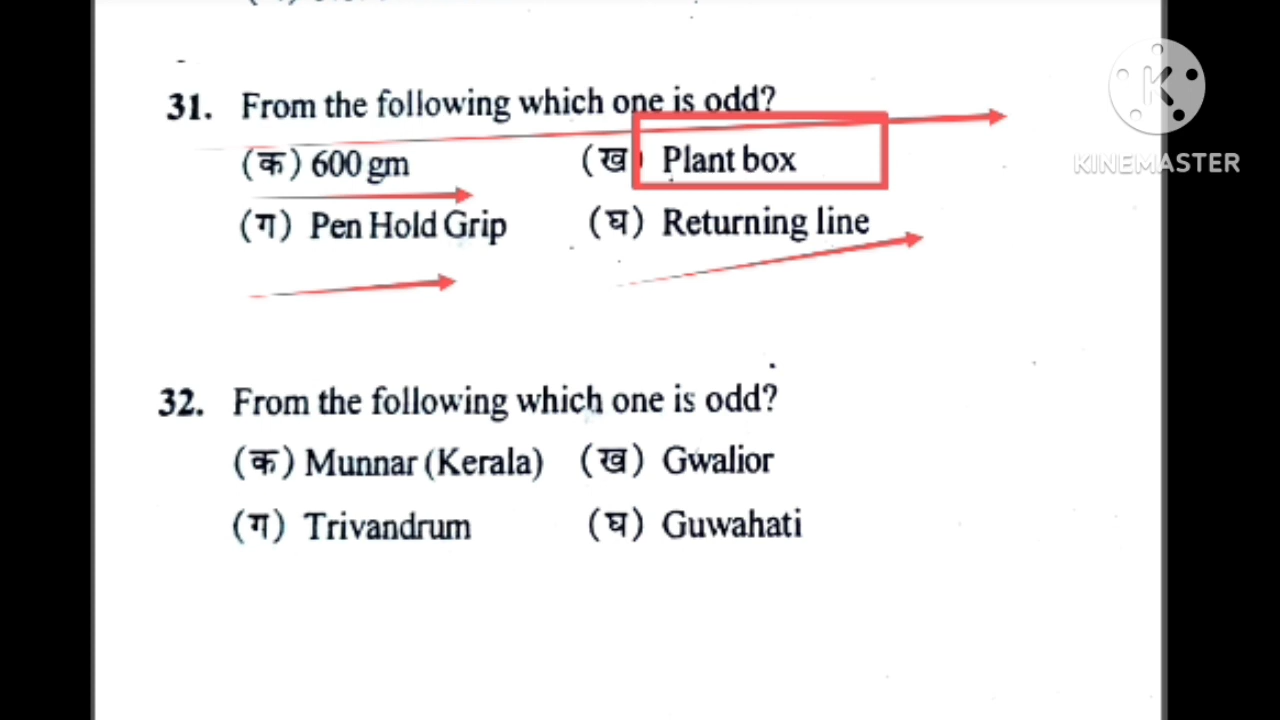 31. From the following which one is odd?
(क) 600 gm (ख) Plant box
(ग) Pen Hold Grip (घ) Returning line
32. From the following which one is odd?
(क) Munnar (Kerala) (ख) Gwalior
(ग) Trivandrum (घ) Guwahati
KINEMASTER